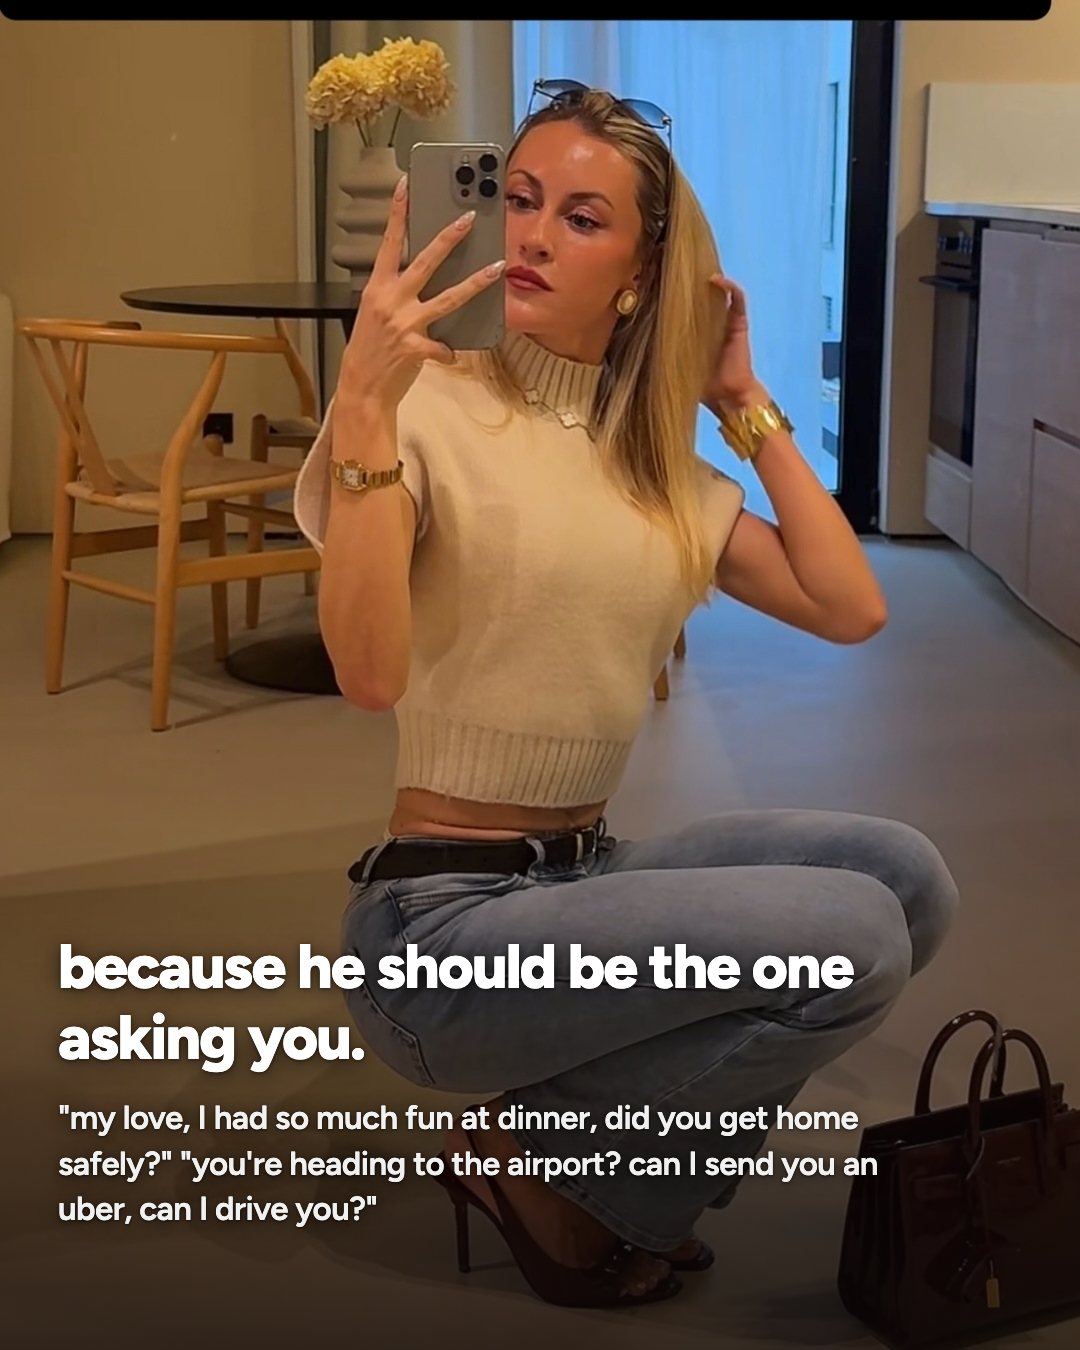 because he should be the one
asking you.
"my love, I had so much fun at dinner, did you get home
safely?" "you're heading to the airport? can I send you an
uber, can I drive you?"